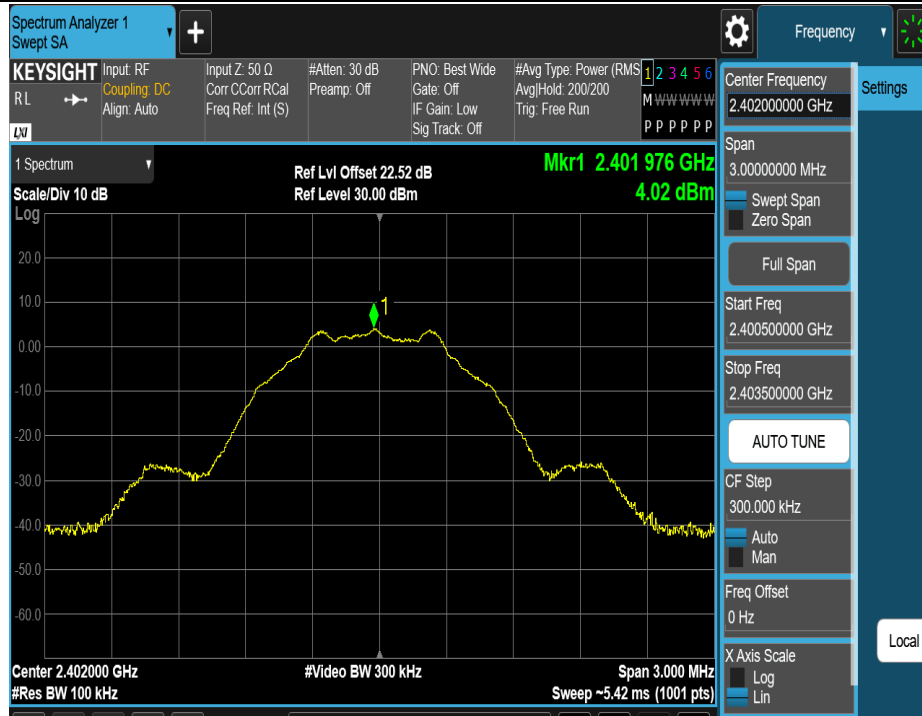 Spectrum Analyzer 1
Swept SA
+
Frequency
KEYSIGHT
R L
LXI
Input: RF
Coupling: DC
Align: Auto
Input Z: 50 Ω
Corr CCorr RCal
Freq Ref: Int (S)
#Atten: 30 dB
Preamp: Off
PNO: Best Wide
Gate: Off
IF Gain: Low
Sig Track: Off
#Avg Type: Power (RMS
Avg|Hold: 200/200
Trig: Free Run
1 2 3 4 5 6
M W W W W W
P P P P P P
1 Spectrum
Scale/Div 10 dB
Log
Ref Lvl Offset 22.52 dB
Ref Level 30.00 dBm
Mkr1 2.401 976 GHz
4.02 dBm
20.0
10.0
0.00
-10.0
-20.0
-30.0
-40.0
-50.0
-60.0
1
Center 2.402000 GHz
#Res BW 100 kHz
#Video BW 300 kHz
Span 3.000 MHz
Sweep ~5.42 ms (1001 pts)
Center Frequency
2.402000000 GHz
Span
3.00000000 MHz
Swept Span
Zero Span
Full Span
Start Freq
2.400500000 GHz
Stop Freq
2.403500000 GHz
AUTO TUNE
CF Step
300.000 kHz
Auto
Man
Freq Offset
0 Hz
X Axis Scale
Log
Lin
Settings
Local